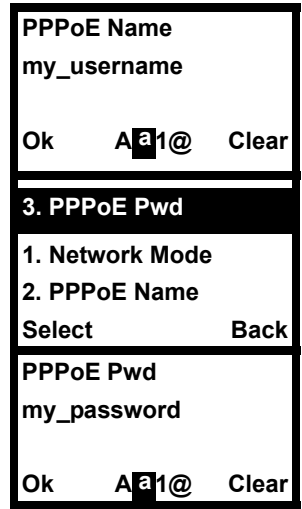 PPPoE Name
my_username
Ok Aa1@ Clear
3. PPPoE Pwd
1. Network Mode
2. PPPoE Name
Select Back
PPPoE Pwd
my_password
Ok Aa1@ Clear